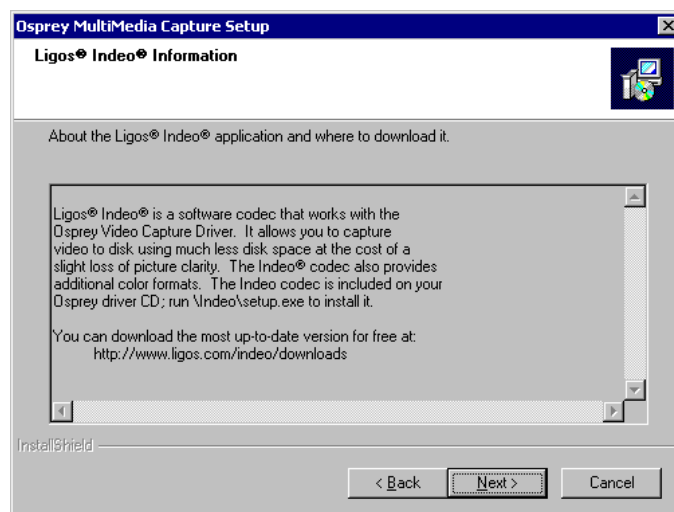 Osprey MultiMedia Capture Setup
Ligos® Indeo® Information
About the Ligos® Indeo® application and where to download it.
Ligos® Indeo® is a software codec that works with the
Osprey Video Capture Driver.  It allows you to capture
video to disk using much less disk space at the cost of a
slight loss of picture clarity.  The Indeo® codec also provides
additional color formats.  The Indeo codec is included on your
Osprey driver CD; run \Indeo\setup.exe to install it.
You can download the most up-to-date version for free at:
http://www.ligos.com/indeo/downloads
InstallShield
< Back
Next >
Cancel